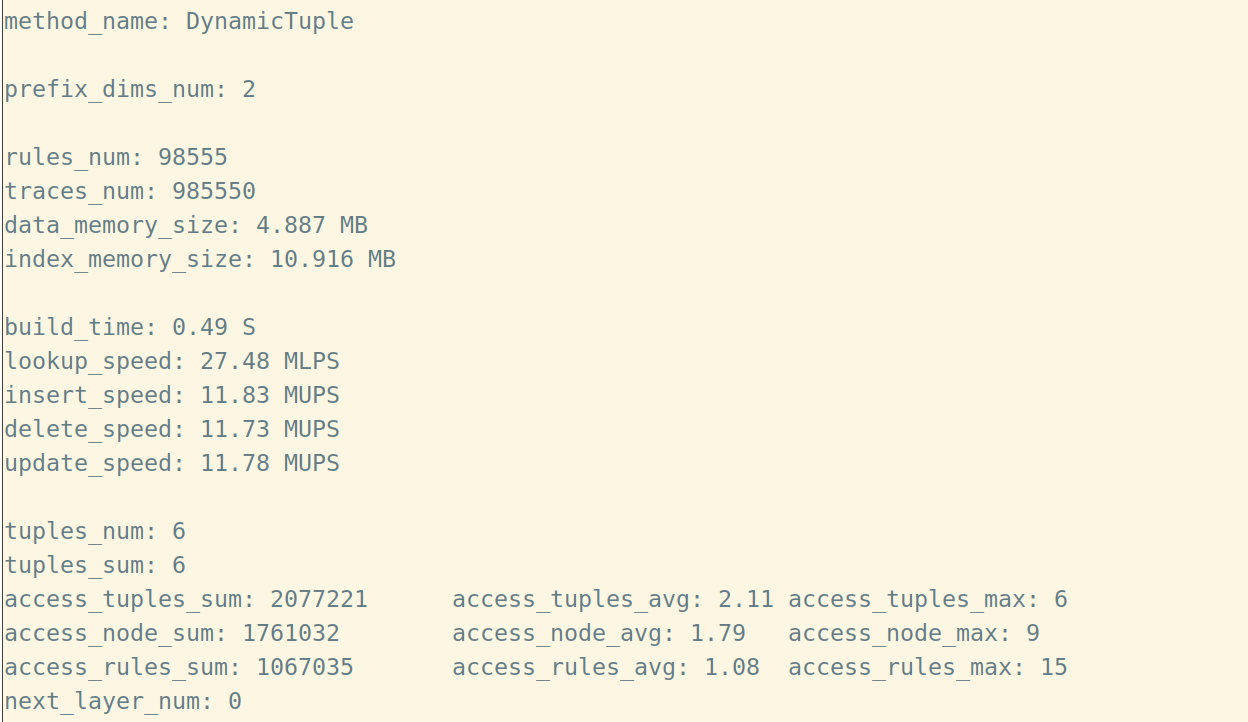 method_name: DynamicTuple
prefix_dims_num: 2
rules_num: 98555
traces_num: 985550
data_memory_size: 4.887 MB
index_memory_size: 10.916 MB
build_time: 0.49 S
lookup_speed: 27.48 MLPS
insert_speed: 11.83 MUPS
delete_speed: 11.73 MUPS
update_speed: 11.78 MUPS
tuples_num: 6
tuples_sum: 6
access_tuples_sum: 2077221 access_tuples_avg: 2.11 access_tuples_max: 6
access_node_sum: 1761032 access_node_avg: 1.79 access_node_max: 9
access_rules_sum: 1067035 access_rules_avg: 1.08 access_rules_max: 15
next_layer_num: 0